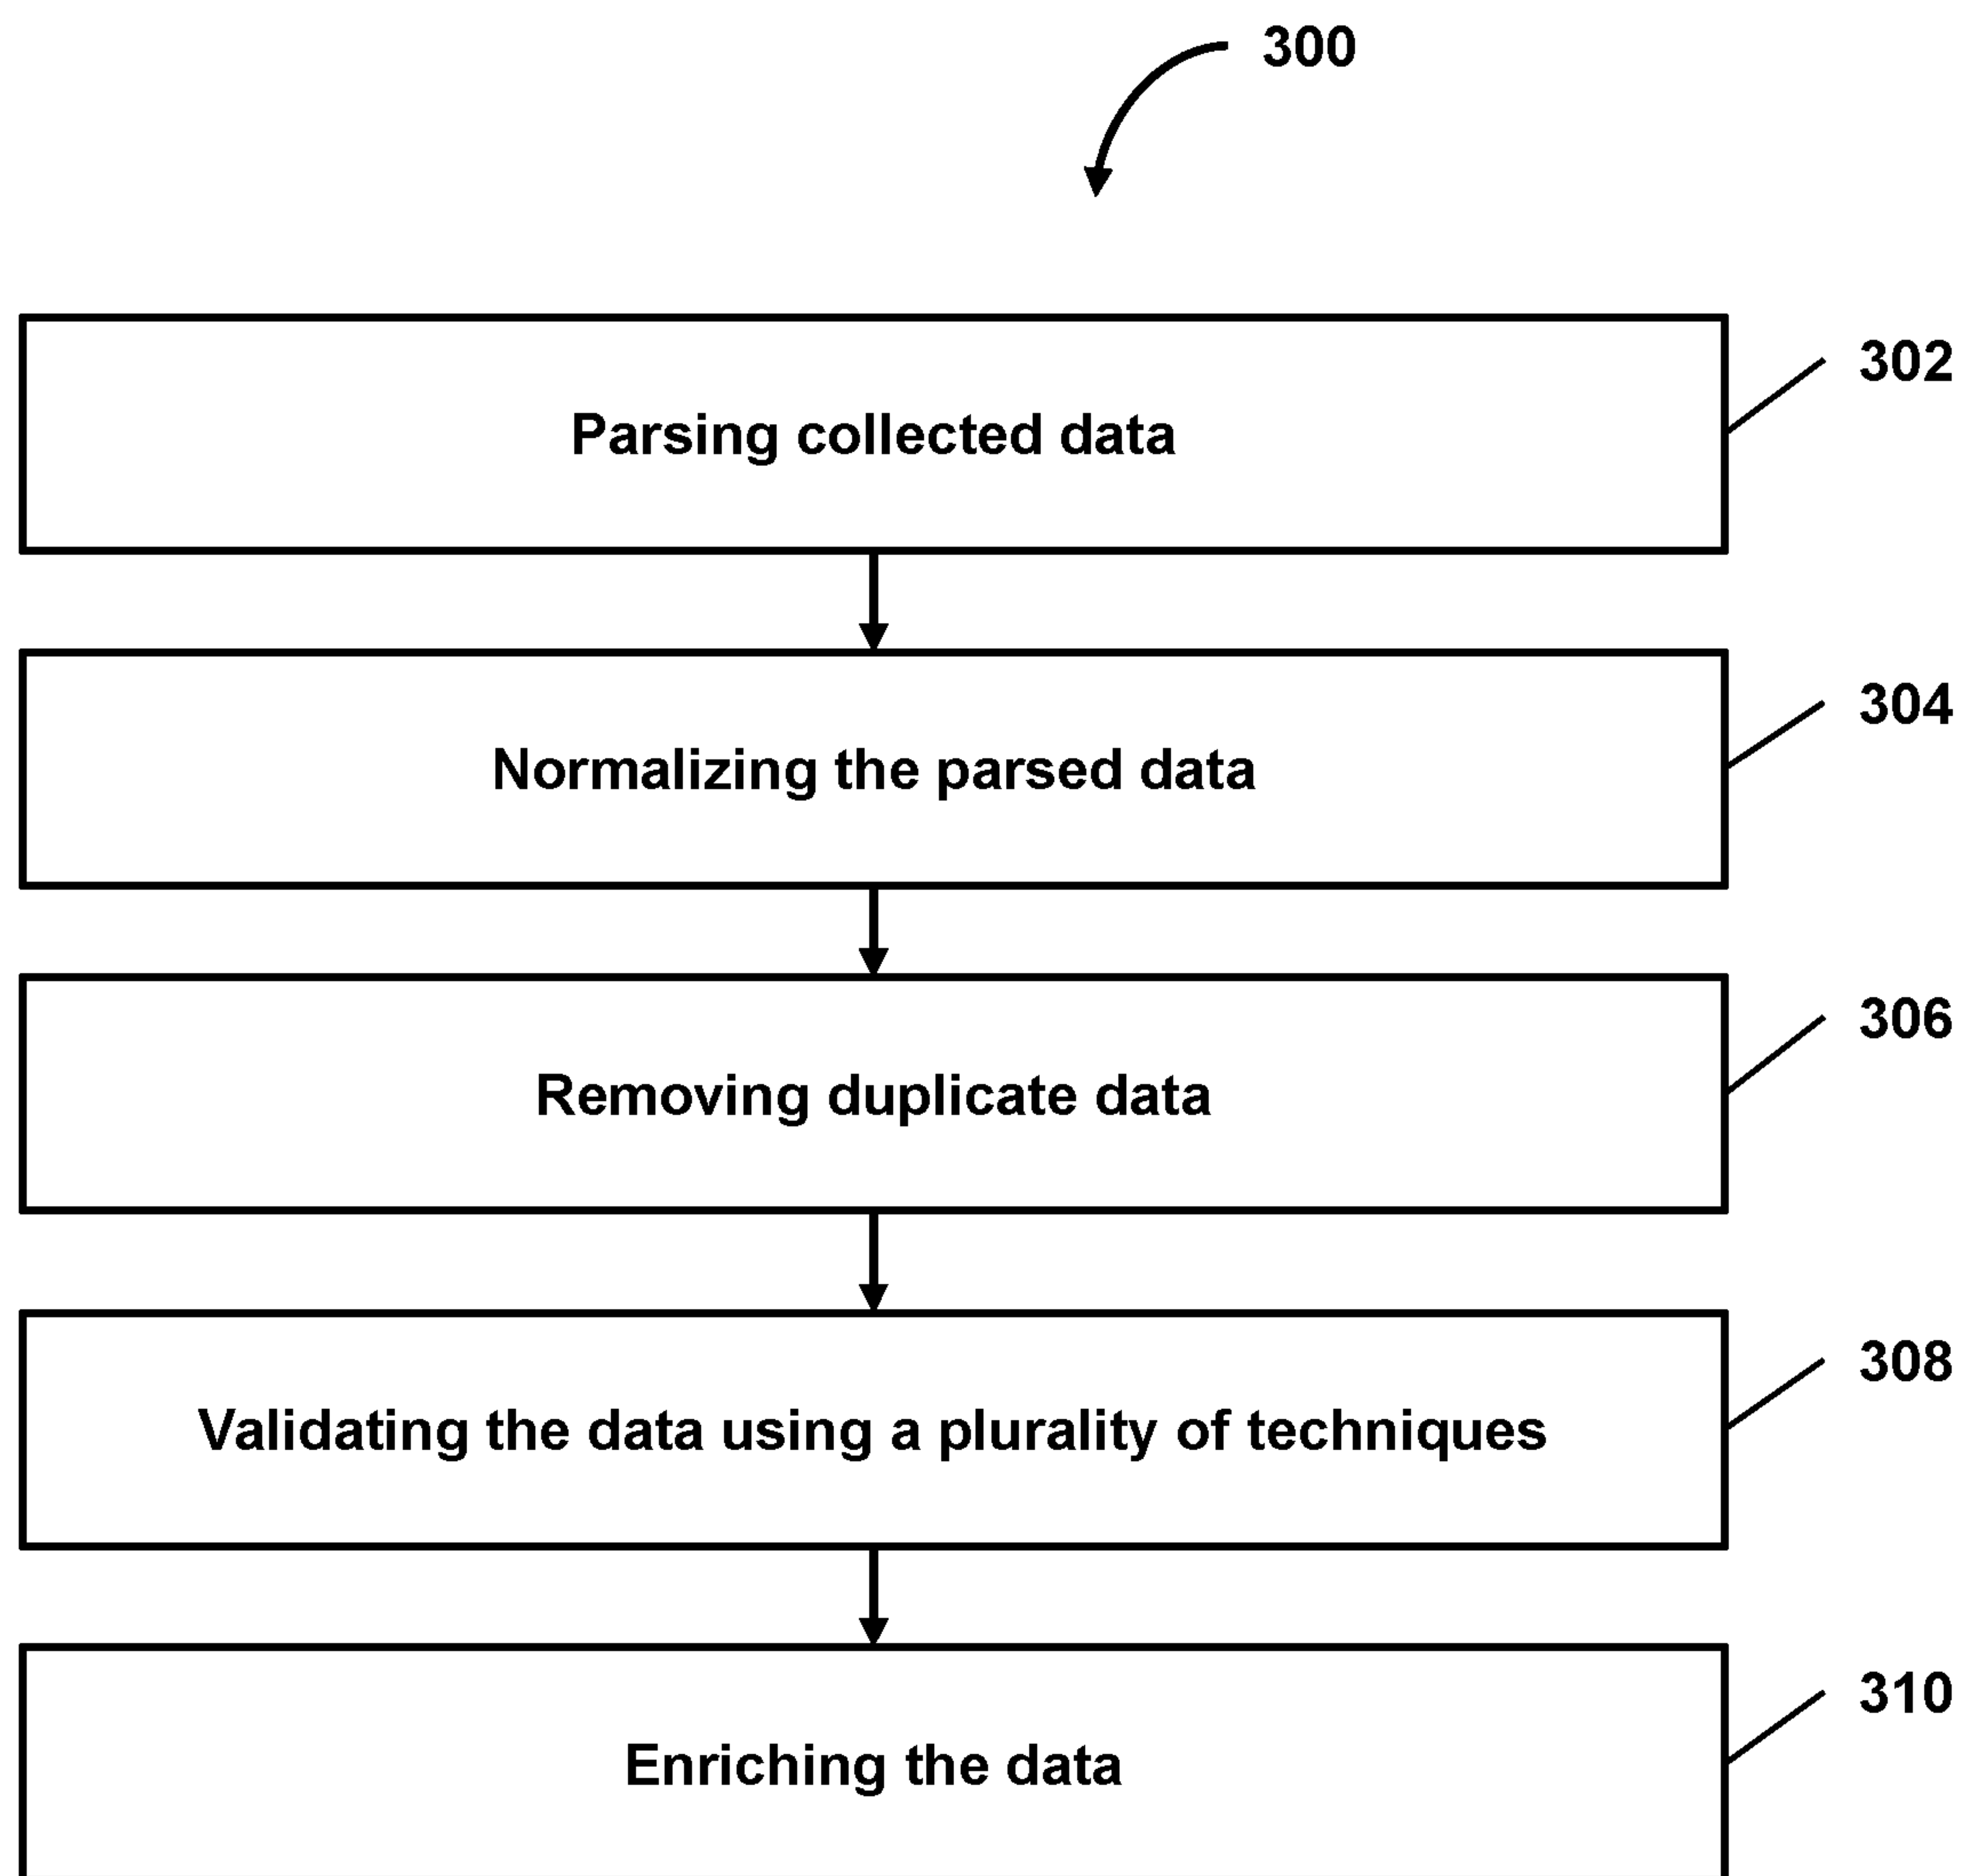 300
302
Parsing collected data
304
Normalizing the parsed data
306
Removing duplicate data
308
Validating the data using a plurality of techniques
310
Enriching the data